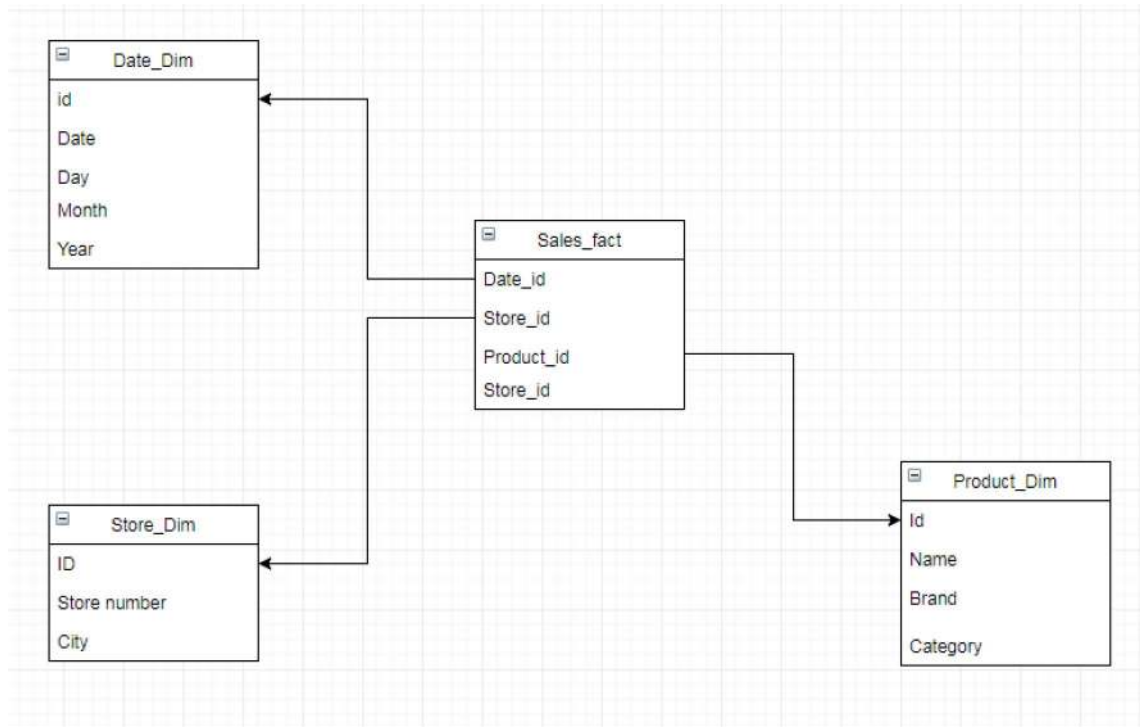 Date_Dim
id
Date
Day
Month
Year
Sales_fact
Date_id
Store_id
Product_id
Store_id
Store_Dim
ID
Store number
City
Product_Dim
Id
Name
Brand
Category